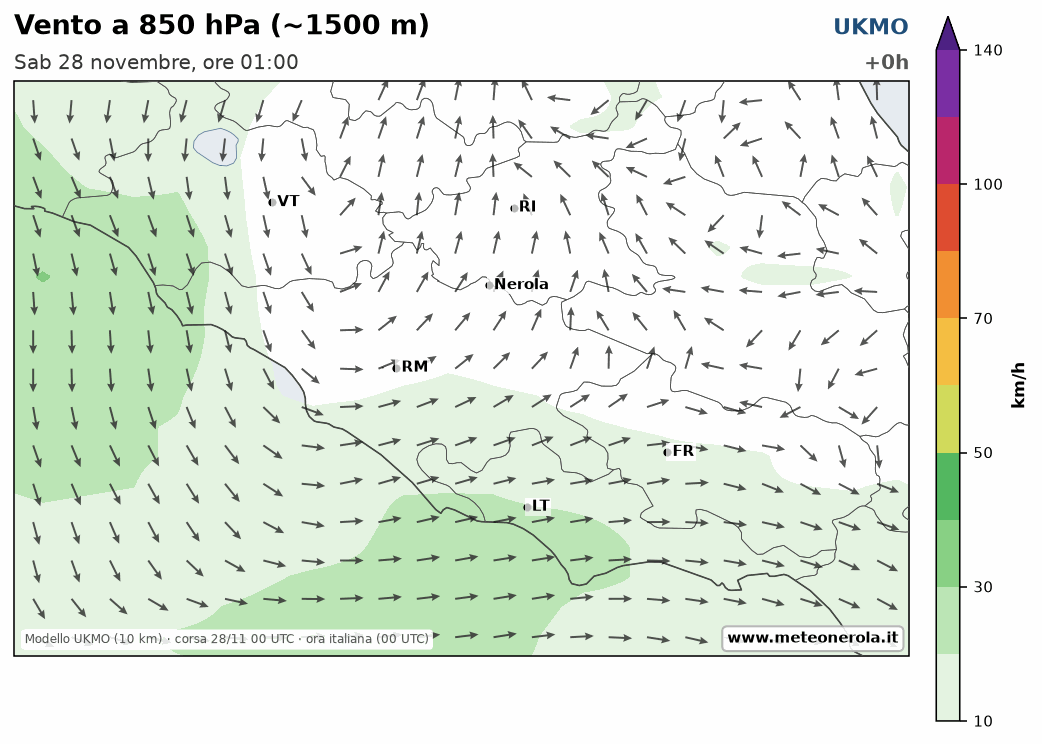 Vento a 850 hPa (~1500 m)
UKMO
Sab 28 novembre, ore 01:00
+0h
140
100
70
50
30
10
km/h
VT
RI
Nerola
RM
FR
LT
Modello UKMO (10 km) · corsa 28/11 00 UTC · ora italiana (00 UTC)
www.meteonerola.it